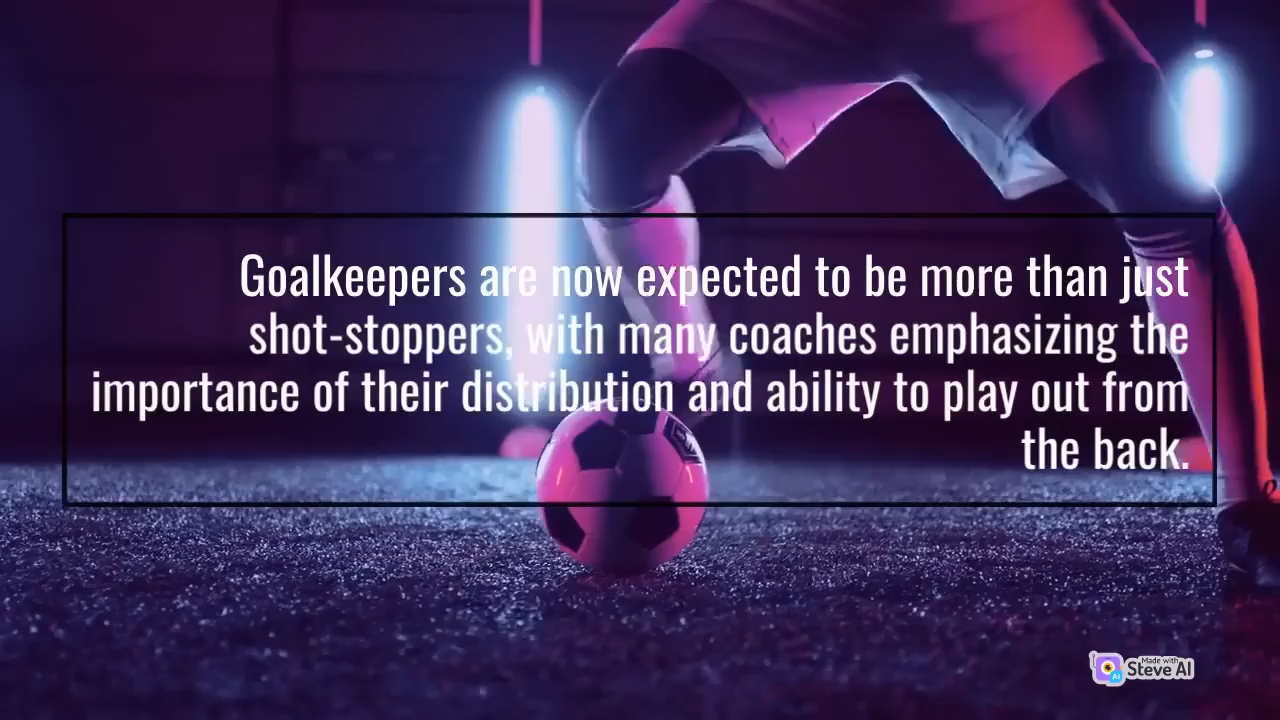 Goalkeepers are now expected to be more than just
shot-stoppers, with many coaches emphasizing the
importance of their distribution and ability to play out from
the back.
Made with
Steve AI
AI